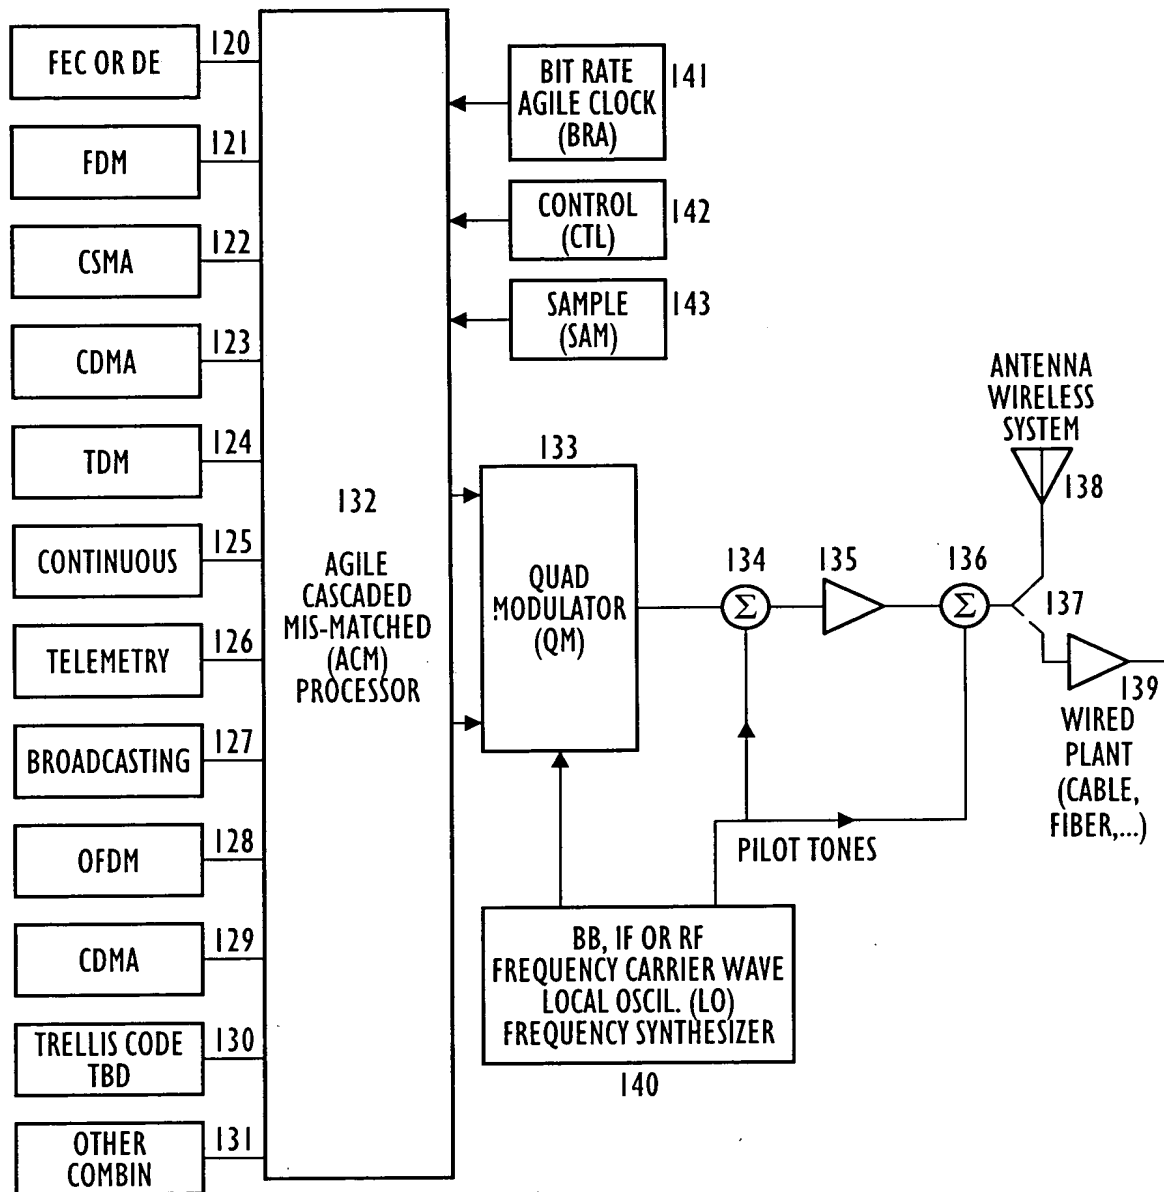 FEC OR DE
120
FDM
121
CSMA
122
CDMA
123
TDM
124
CONTINUOUS
125
TELEMETRY
126
BROADCASTING
127
OFDM
128
CDMA
129
TRELLIS CODE
TBD
130
OTHER
COMBIN
131
132
AGILE
CASCADED
MIS-MATCHED
(ACM)
PROCESSOR
BIT RATE
AGILE CLOCK
(BRA)
141
CONTROL
(CTL)
142
SAMPLE
(SAM)
143
133
QUAD
MODULATOR
(QM)
134
Σ
135
136
Σ
137
ANTENNA
WIRELESS
SYSTEM
138
139
WIRED
PLANT
(CABLE,
FIBER,...)
PILOT TONES
BB, IF OR RF
FREQUENCY CARRIER WAVE
LOCAL OSCIL. (LO)
FREQUENCY SYNTHESIZER
140